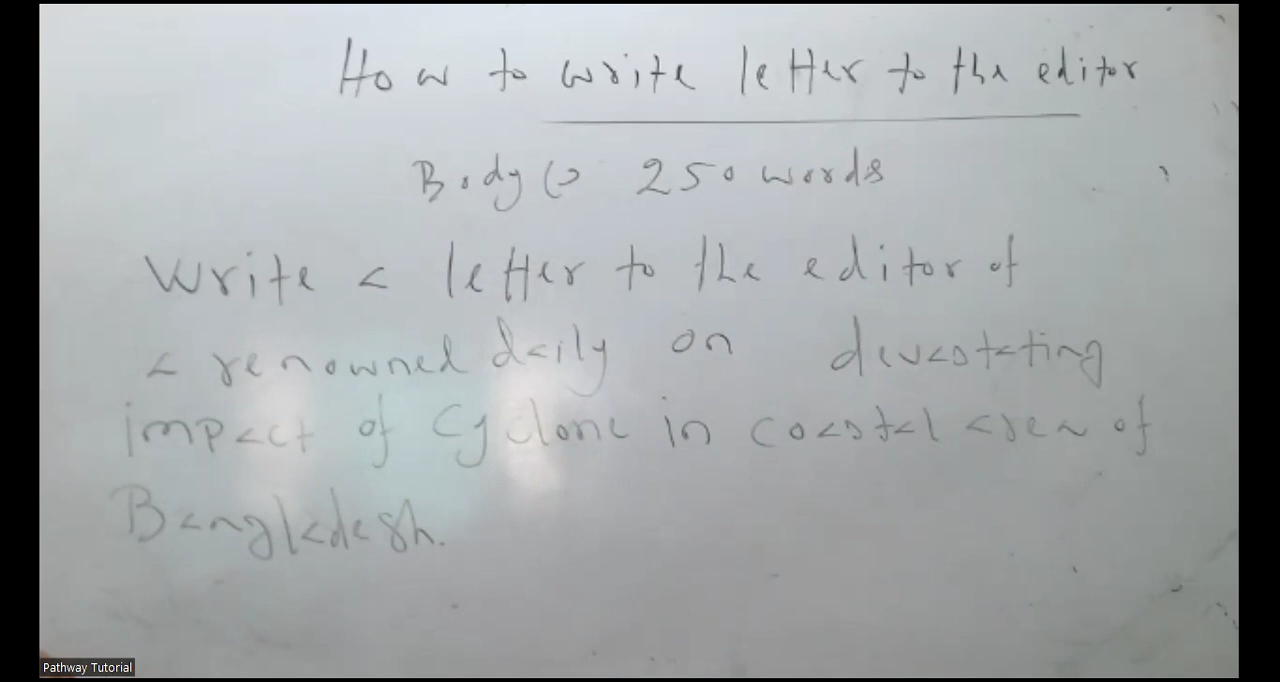 How to write letter to the editor
Body (> 250 words
Write a letter to the editor of
a renowned daily on devastating
impact of Cyclone in coastal area of
Bangladesh.
Pathway Tutorial